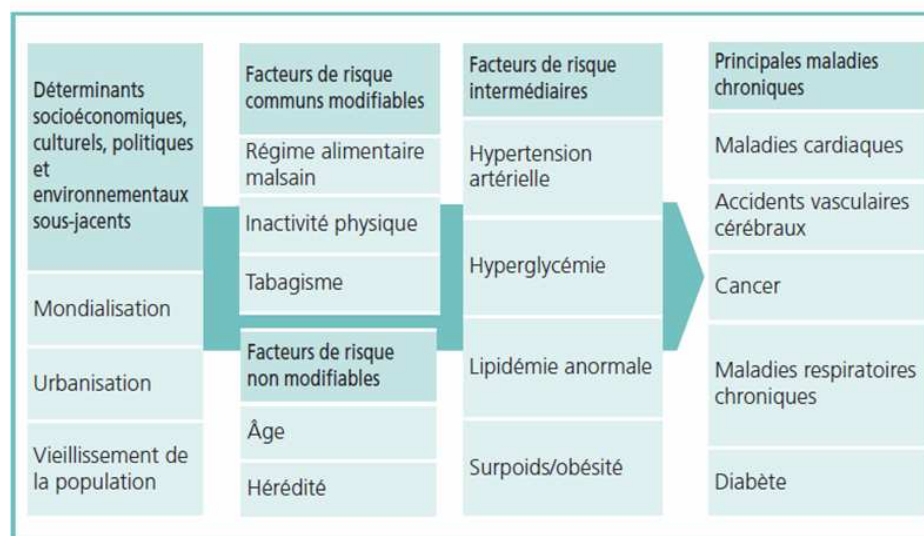 Déterminants
socioéconomiques,
culturels, politiques
et
environnementaux
sous-jacents
Mondialisation
Urbanisation
Vieillissement de
la population
Facteurs de risque
communs modifiables
Régime alimentaire
malsain
Inactivité physique
Tabagisme
Facteurs de risque
non modifiables
Âge
Hérédité
Facteurs de risque
intermédiaires
Hypertension
artérielle
Hyperglycémie
Lipidémie anormale
Surpoids/obésité
Principales maladies
chroniques
Maladies cardiaques
Accidents vasculaires
cérébraux
Cancer
Maladies respiratoires
chroniques
Diabète